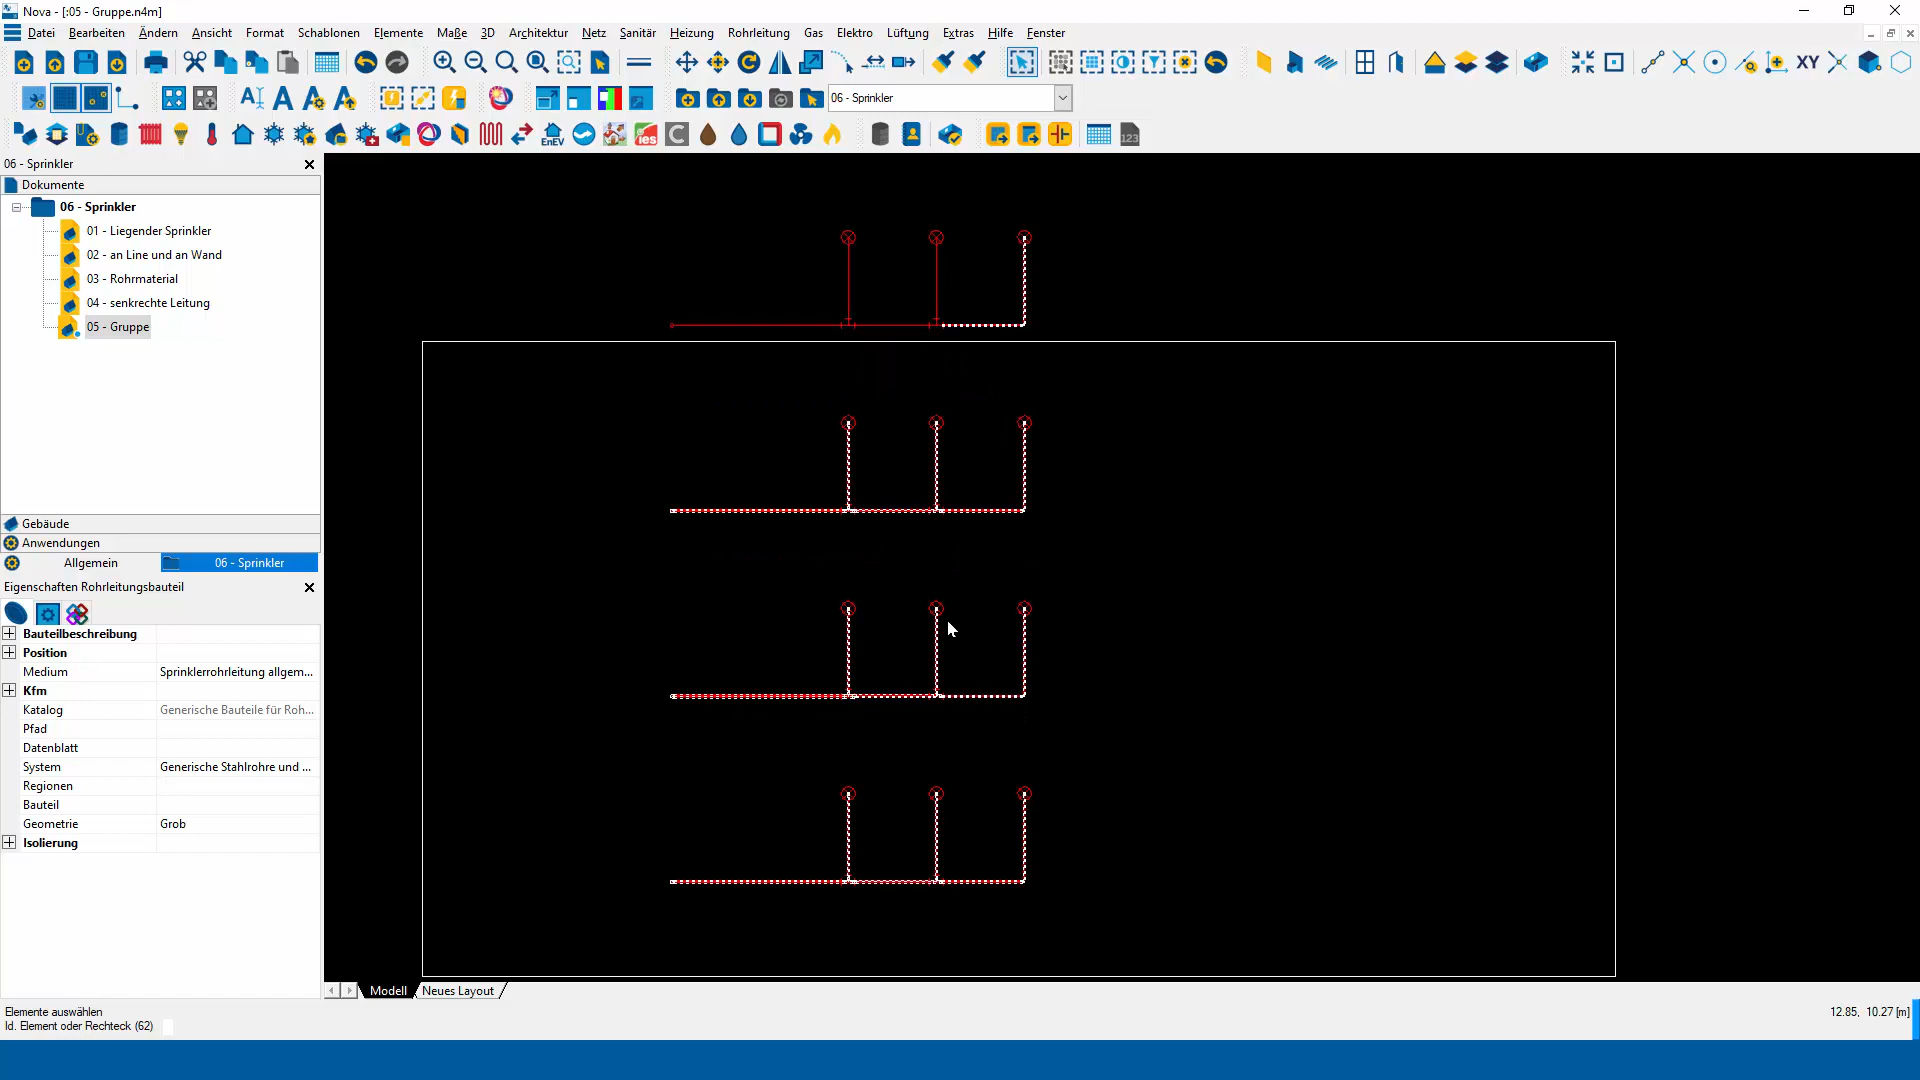 Nova - [:05 - Gruppe.n4m]
Datei Bearbeiten Ändern Ansicht Format Schablonen Elemente Maße 3D Architektur Netz Sanitär Heizung Rohrleitung Gas Elektro Lüftung Extras Hilfe Fenster
XY
06 - Sprinkler
EnEV
ies
C
123
06 - Sprinkler
Dokumente
06 - Sprinkler
01 - Liegender Sprinkler
02 - an Line und an Wand
03 - Rohrmaterial
04 - senkrechte Leitung
05 - Gruppe
Gebäude
Anwendungen
Allgemein 06 - Sprinkler
Eigenschaften Rohrleitungsbauteil
Bauteilbeschreibung
Position
Medium Sprinklerrohrleitung allgem...
Kfm
Katalog Generische Bauteile für Roh...
Pfad
Datenblatt
System Generische Stahlrohre und ...
Regionen
Bauteil
Geometrie Grob
Isolierung
Modell Neues Layout
Elemente auswählen
Id. Element oder Rechteck (62)
12.85, 10.27 [m]